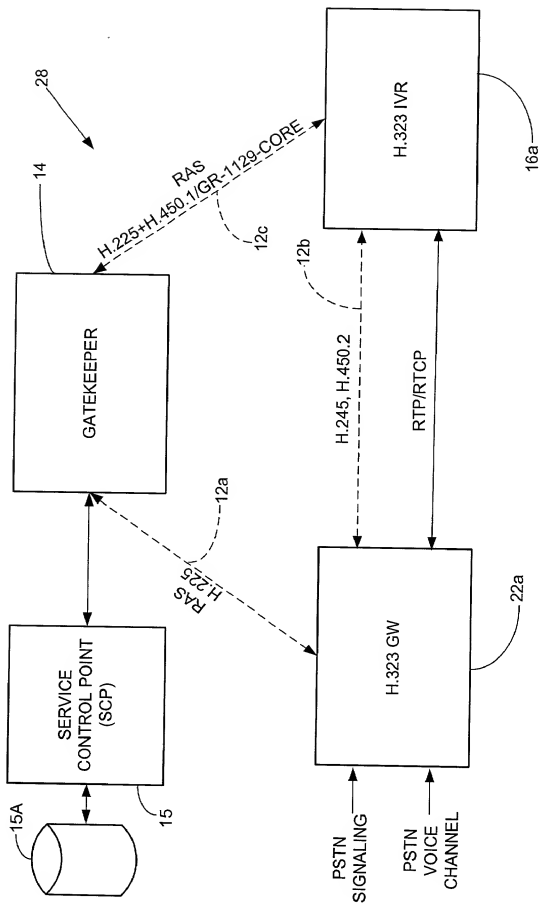 28
15A
15
SERVICE
CONTROL POINT
(SCP)
GATEKEEPER
14
RAS
H.225+H.450.1/GR-1129-CORE
12c
RAS
H.225
12a
12b
H.245, H.450.2
RTP/RTCP
PSTN
SIGNALING
PSTN
VOICE
CHANNEL
H.323 GW
22a
H.323 IVR
16a